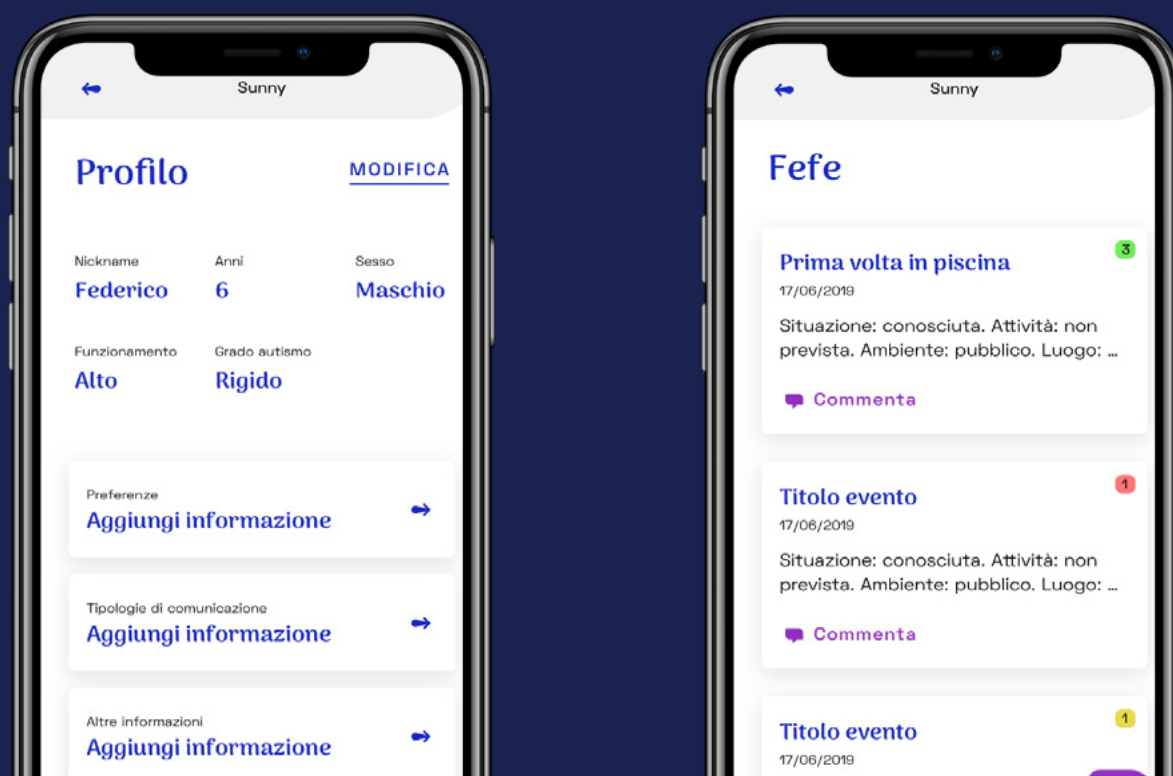 Sunny
Profilo
MODIFICA
Nickname
Anni
Sesso
Federico
6
Maschio
Funzionamento
Grado autismo
Alto
Rigido
Preferenze
Aggiungi informazione
Tipologie di comunicazione
Aggiungi informazione
Altre informazioni
Aggiungi informazione
Sunny
Fefe
3
Prima volta in piscina
17/06/2019
Situazione: conosciuta. Attività: non
prevista. Ambiente: pubblico. Luogo: ...
Commenta
1
Titolo evento
17/06/2019
Situazione: conosciuta. Attività: non
prevista. Ambiente: pubblico. Luogo: ...
Commenta
1
Titolo evento
17/06/2019